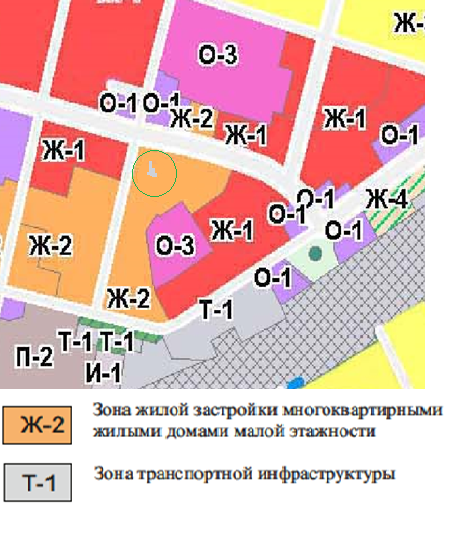 Ж-
О-3
О-1 О-1
Ж-2
Ж-1
Ж-1
О-1
Ж-1
О-1
Ж-4
О-1
Ж-1
О-1
Ж-2
О-3
О-1
Ж-2
Т-1
Т-1 Т-1
П-2
И-1
Ж-2
Зона жилой застройки многоквартирными
жилыми домами малой этажности
Т-1
Зона транспортной инфраструктуры